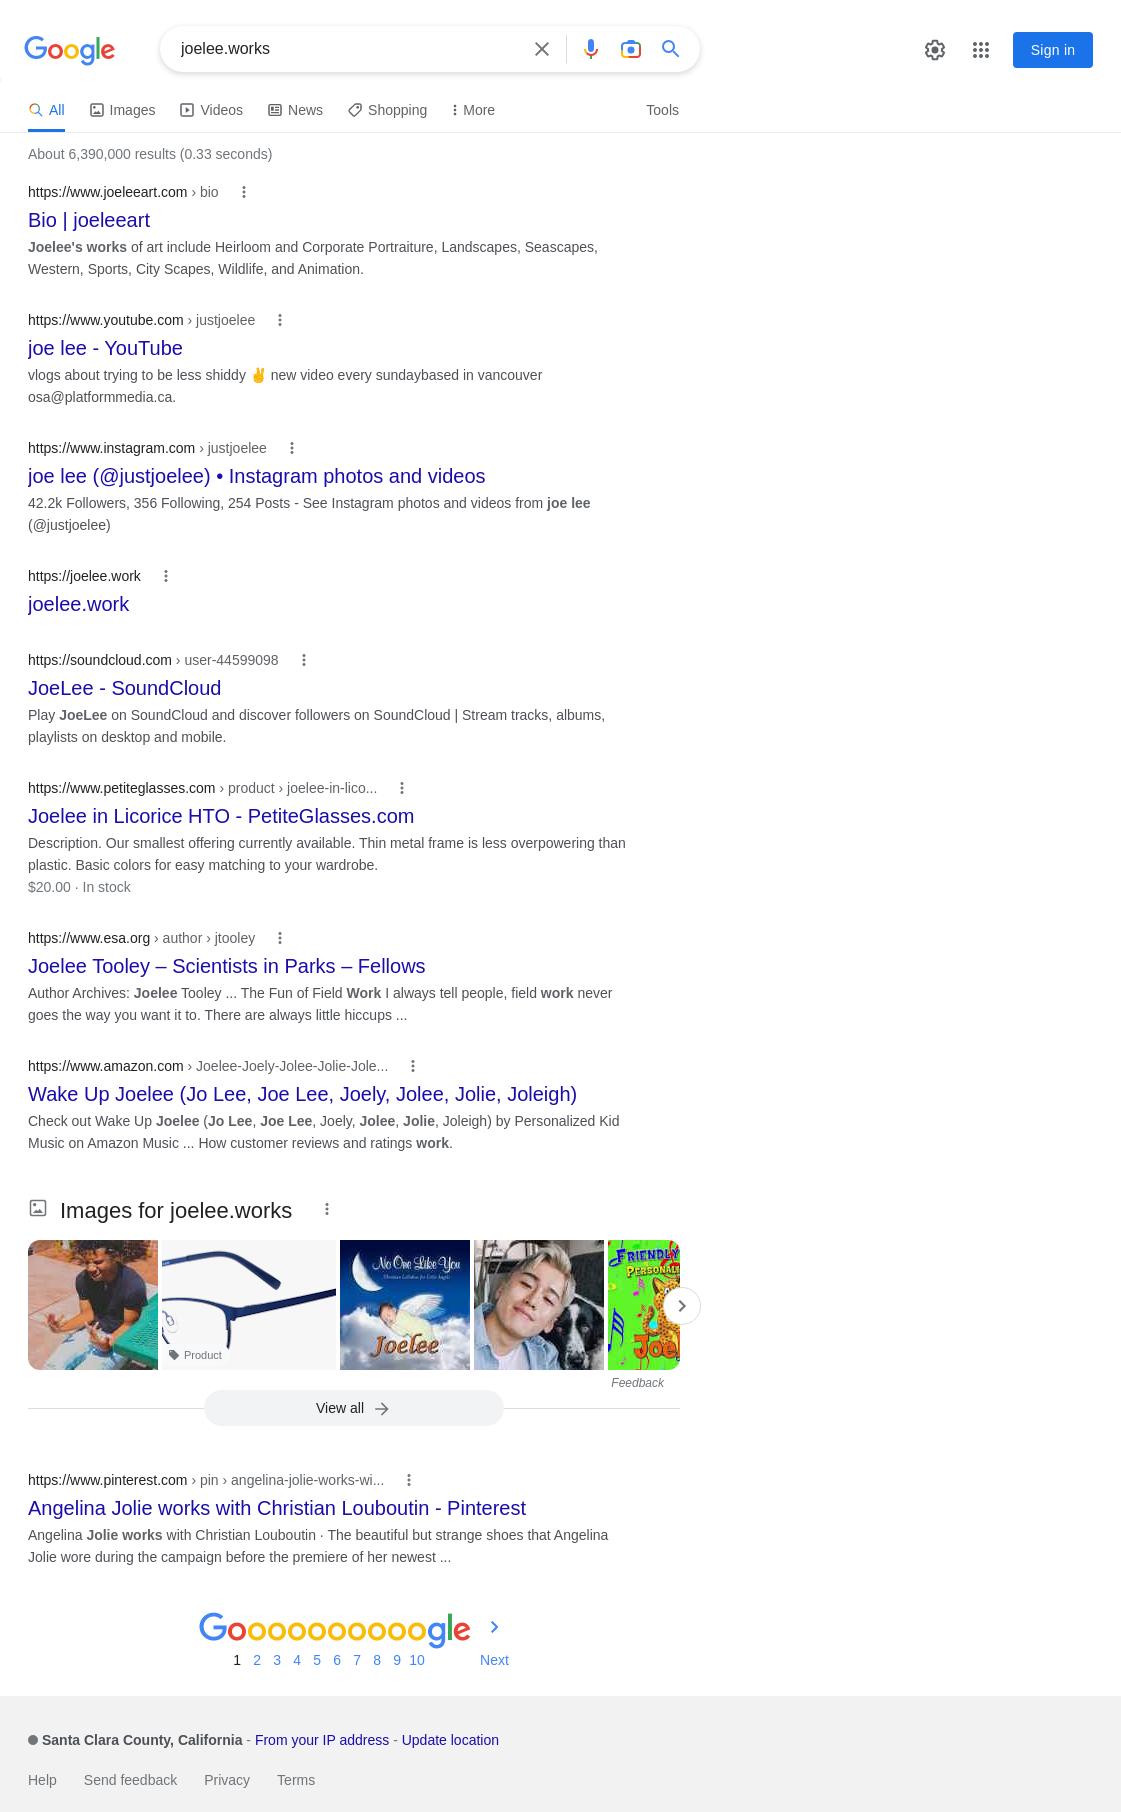 Google
joelee.works
Sign in
All
Images
Videos
News
Shopping
More
Tools
About 6,390,000 results (0.33 seconds)
https://www.joeleeart.com › bio
Bio | joeleeart
Joelee's works of art include Heirloom and Corporate Portraiture, Landscapes, Seascapes,
Western, Sports, City Scapes, Wildlife, and Animation.
https://www.youtube.com › justjoelee
joe lee - YouTube
vlogs about trying to be less shiddy ✌ new video every sundaybased in vancouver
osa@platformmedia.ca.
https://www.instagram.com › justjoelee
joe lee (@justjoelee) • Instagram photos and videos
42.2k Followers, 356 Following, 254 Posts - See Instagram photos and videos from joe lee
(@justjoelee)
https://joelee.work
joelee.work
https://soundcloud.com › user-44599098
JoeLee - SoundCloud
Play JoeLee on SoundCloud and discover followers on SoundCloud | Stream tracks, albums,
playlists on desktop and mobile.
https://www.petiteglasses.com › product › joelee-in-lico...
Joelee in Licorice HTO - PetiteGlasses.com
Description. Our smallest offering currently available. Thin metal frame is less overpowering than
plastic. Basic colors for easy matching to your wardrobe.
$20.00 · In stock
https://www.esa.org › author › jtooley
Joelee Tooley – Scientists in Parks – Fellows
Author Archives: Joelee Tooley ... The Fun of Field Work I always tell people, field work never
goes the way you want it to. There are always little hiccups ...
https://www.amazon.com › Joelee-Joely-Jolee-Jolie-Jole...
Wake Up Joelee (Jo Lee, Joe Lee, Joely, Jolee, Jolie, Joleigh)
Check out Wake Up Joelee (Jo Lee, Joe Lee, Joely, Jolee, Jolie, Joleigh) by Personalized Kid
Music on Amazon Music ... How customer reviews and ratings work.
Images for joelee.works
Product
No One Like You
Christian Lullabies for Little Angels
Joelee
FRIENDLY
PERSONAL
Joe
Feedback
View all
https://www.pinterest.com › pin › angelina-jolie-works-wi...
Angelina Jolie works with Christian Louboutin - Pinterest
Angelina Jolie works with Christian Louboutin · The beautiful but strange shoes that Angelina
Jolie wore during the campaign before the premiere of her newest ...
Goooooooooogle
1 2 3 4 5 6 7 8 9 10 Next
Santa Clara County, California - From your IP address - Update location
Help Send feedback Privacy Terms